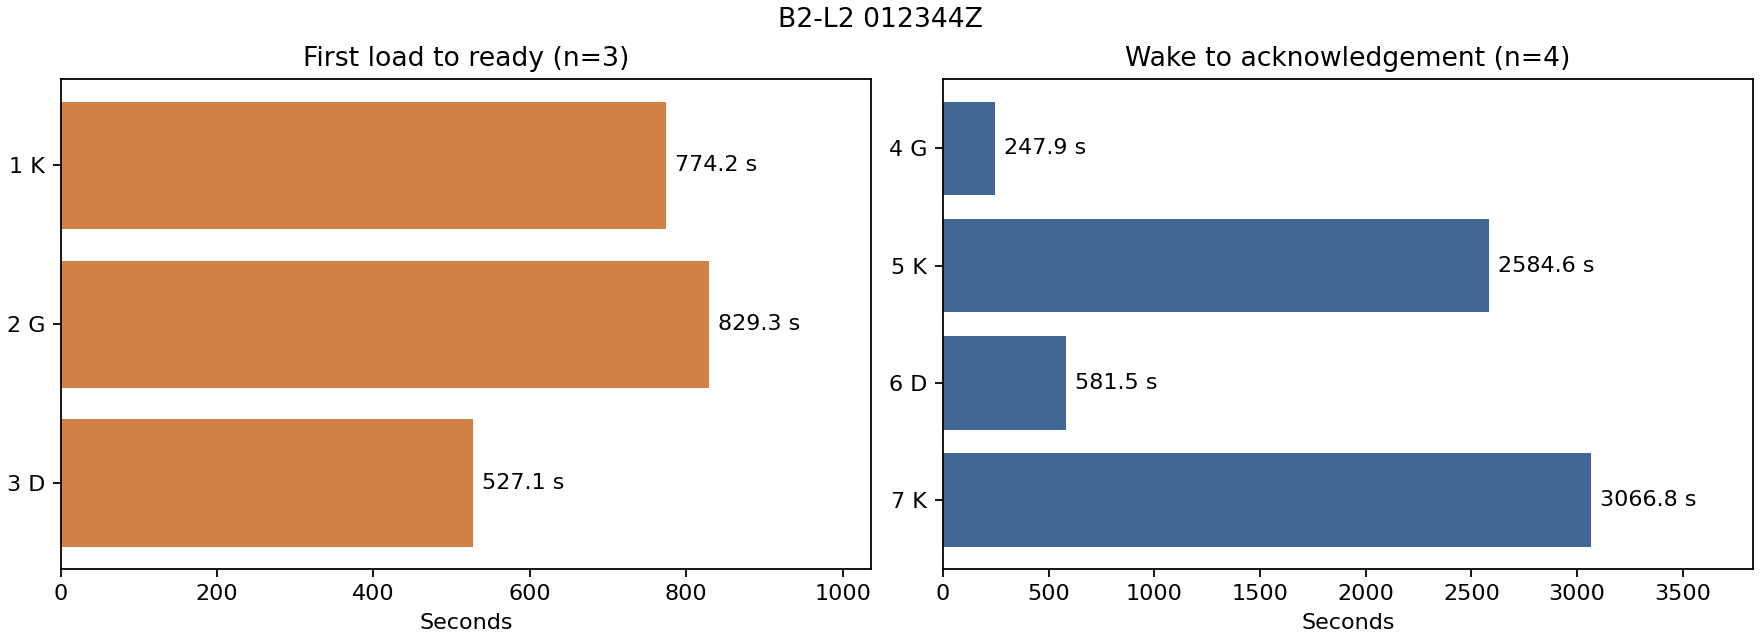 B2-L2 012344Z
First load to ready (n=3)
1 K
774.2 s
2 G
829.3 s
3 D
527.1 s
0 200 400 600 800 1000
Seconds
Wake to acknowledgement (n=4)
4 G
247.9 s
5 K
2584.6 s
6 D
581.5 s
7 K
3066.8 s
0 500 1000 1500 2000 2500 3000 3500
Seconds